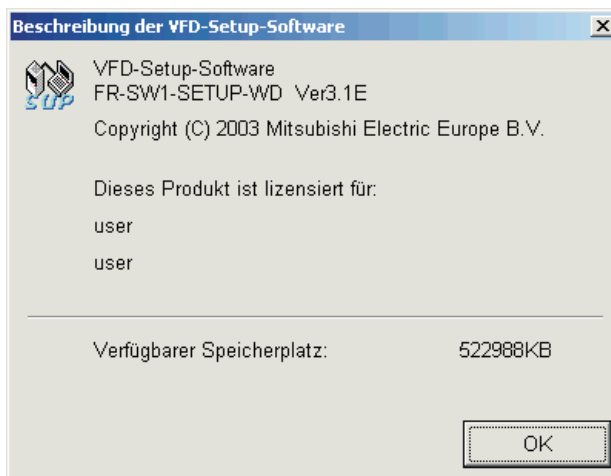 Beschreibung der VFD-Setup-Software
SUP
VFD-Setup-Software
FR-SW1-SETUP-WD Ver3.1E
Copyright (C) 2003 Mitsubishi Electric Europe B.V.
Dieses Produkt ist lizensiert für:
user
user
Verfügbarer Speicherplatz: 522988KB
OK